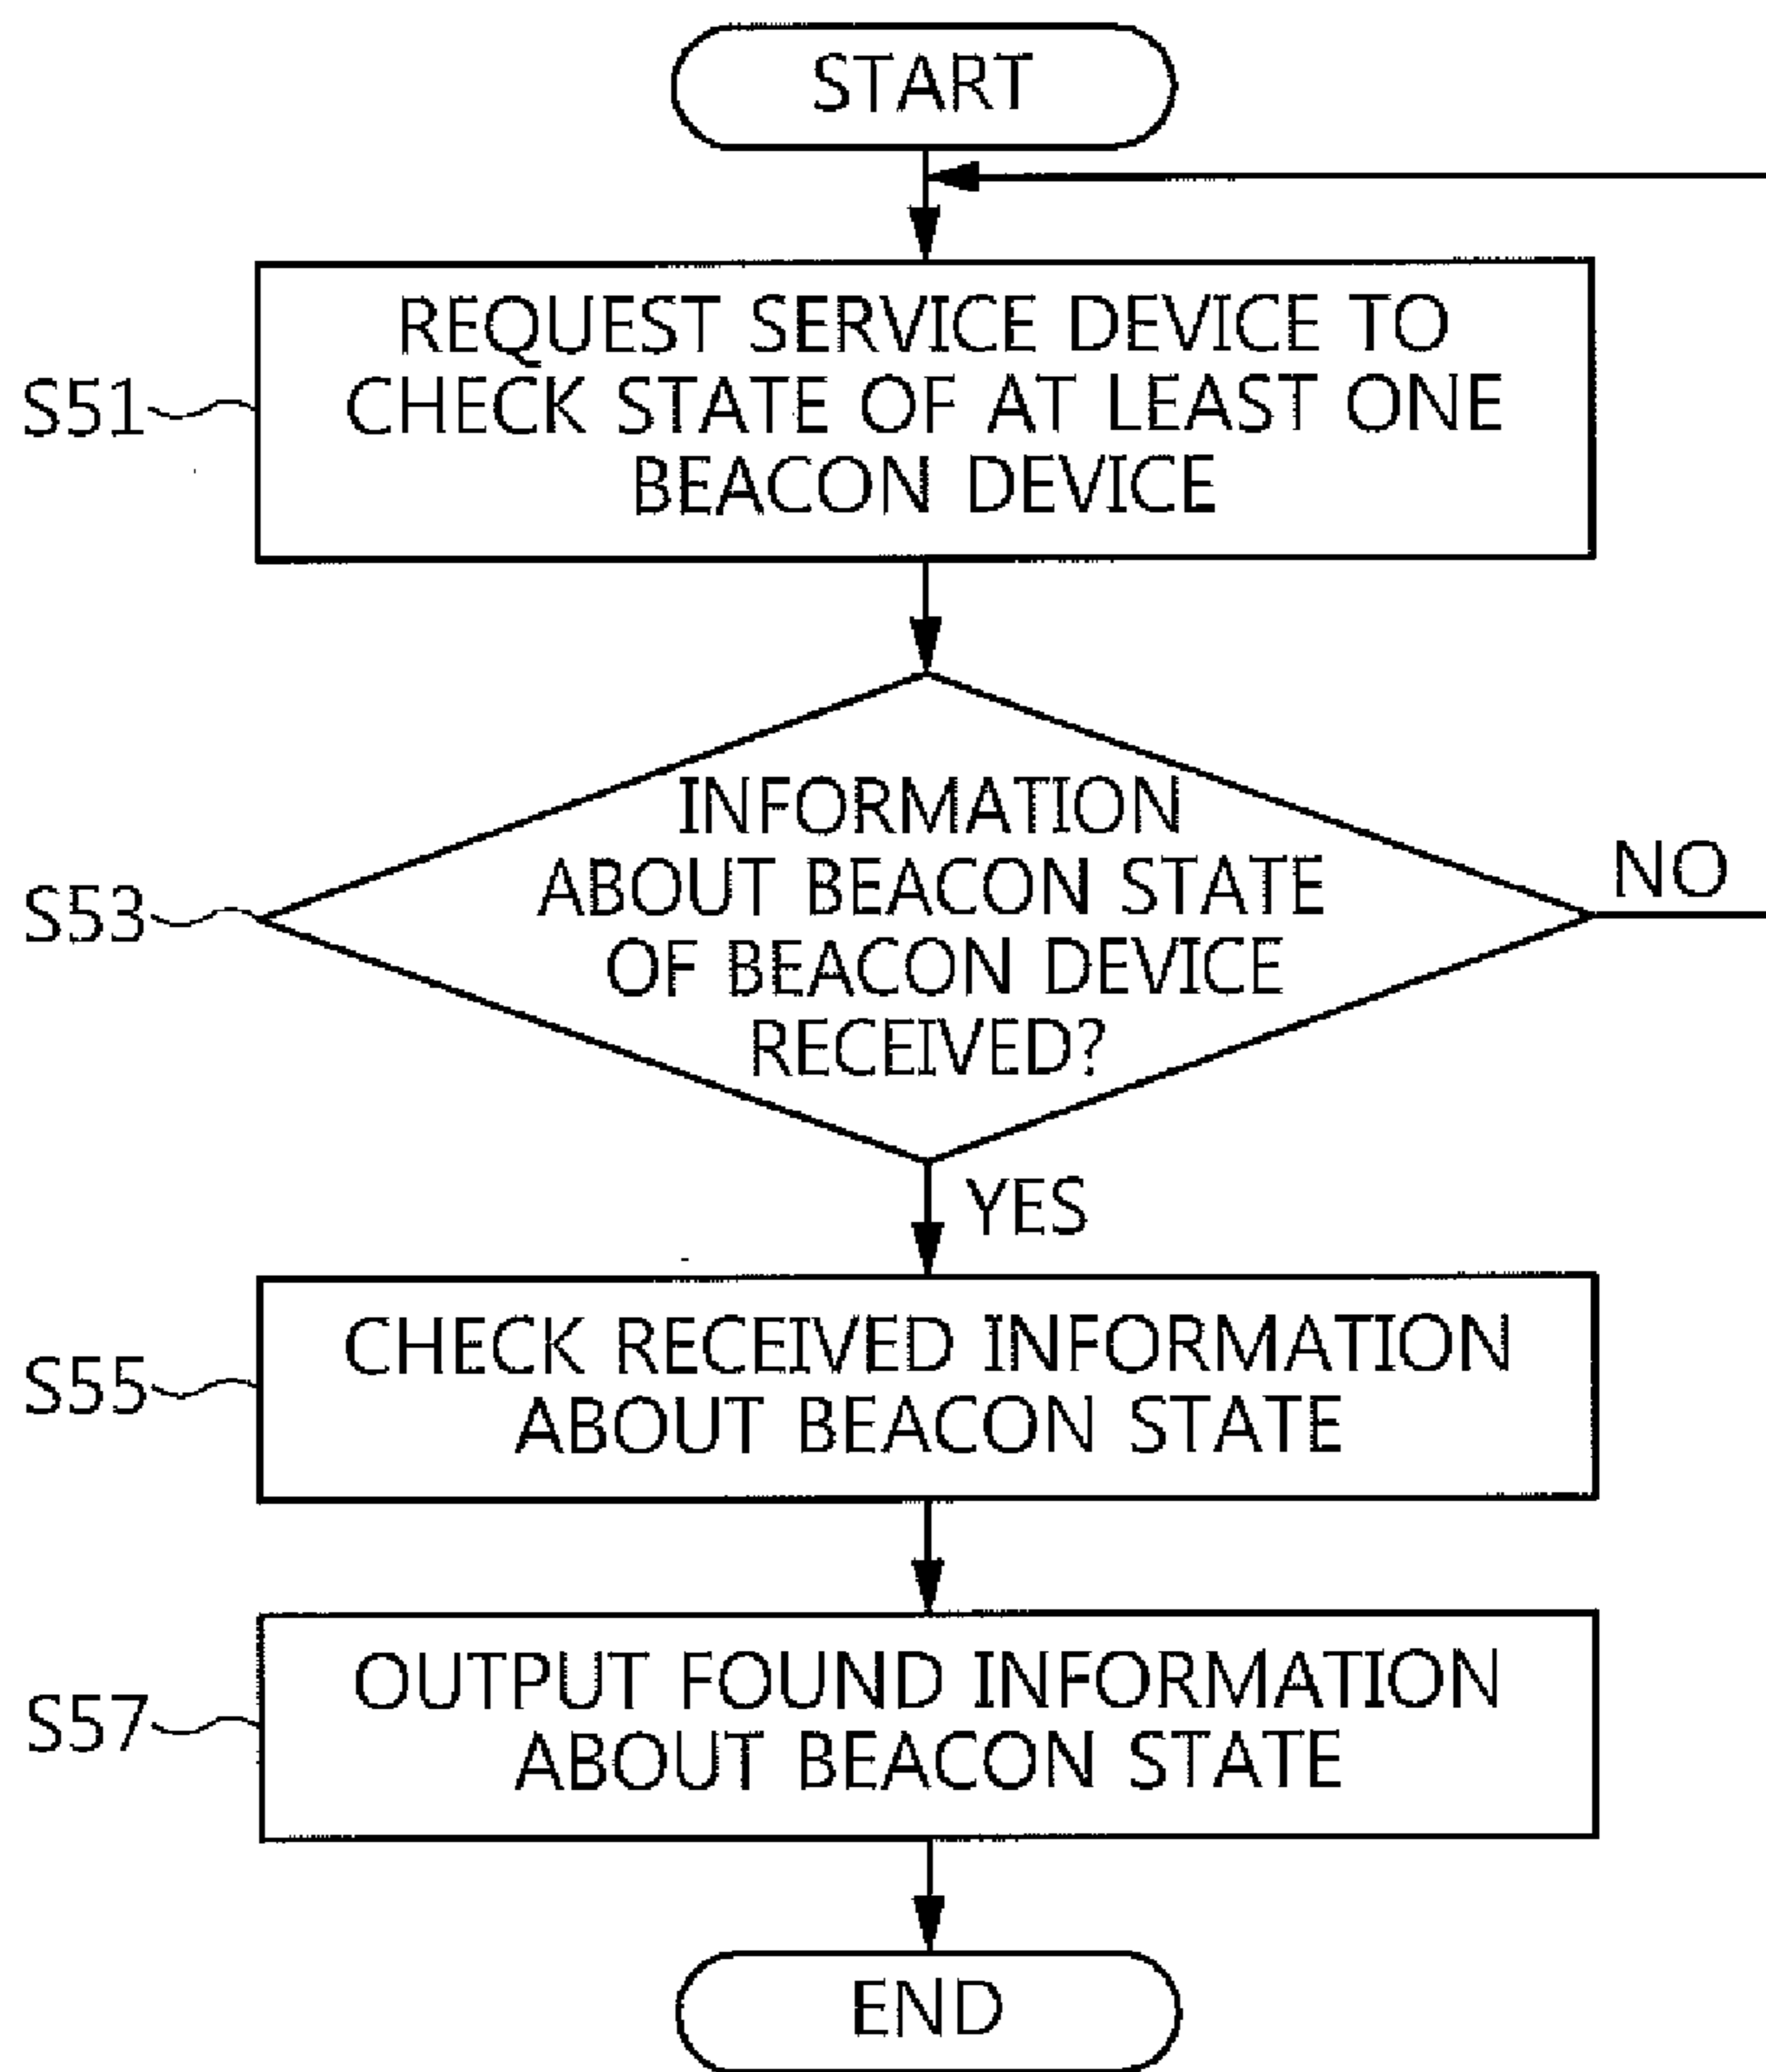 START
REQUEST SERVICE DEVICE TO
S51 CHECK STATE OF AT LEAST ONE
BEACON DEVICE
INFORMATION
ABOUT BEACON STATE
NO
S53
OF BEACON DEVICE
RECEIVED?
YES
CHECK RECEIVED INFORMATION
S55
ABOUT BEACON STATE
OUTPUT FOUND INFORMATION
S57
ABOUT BEACON STATE
END